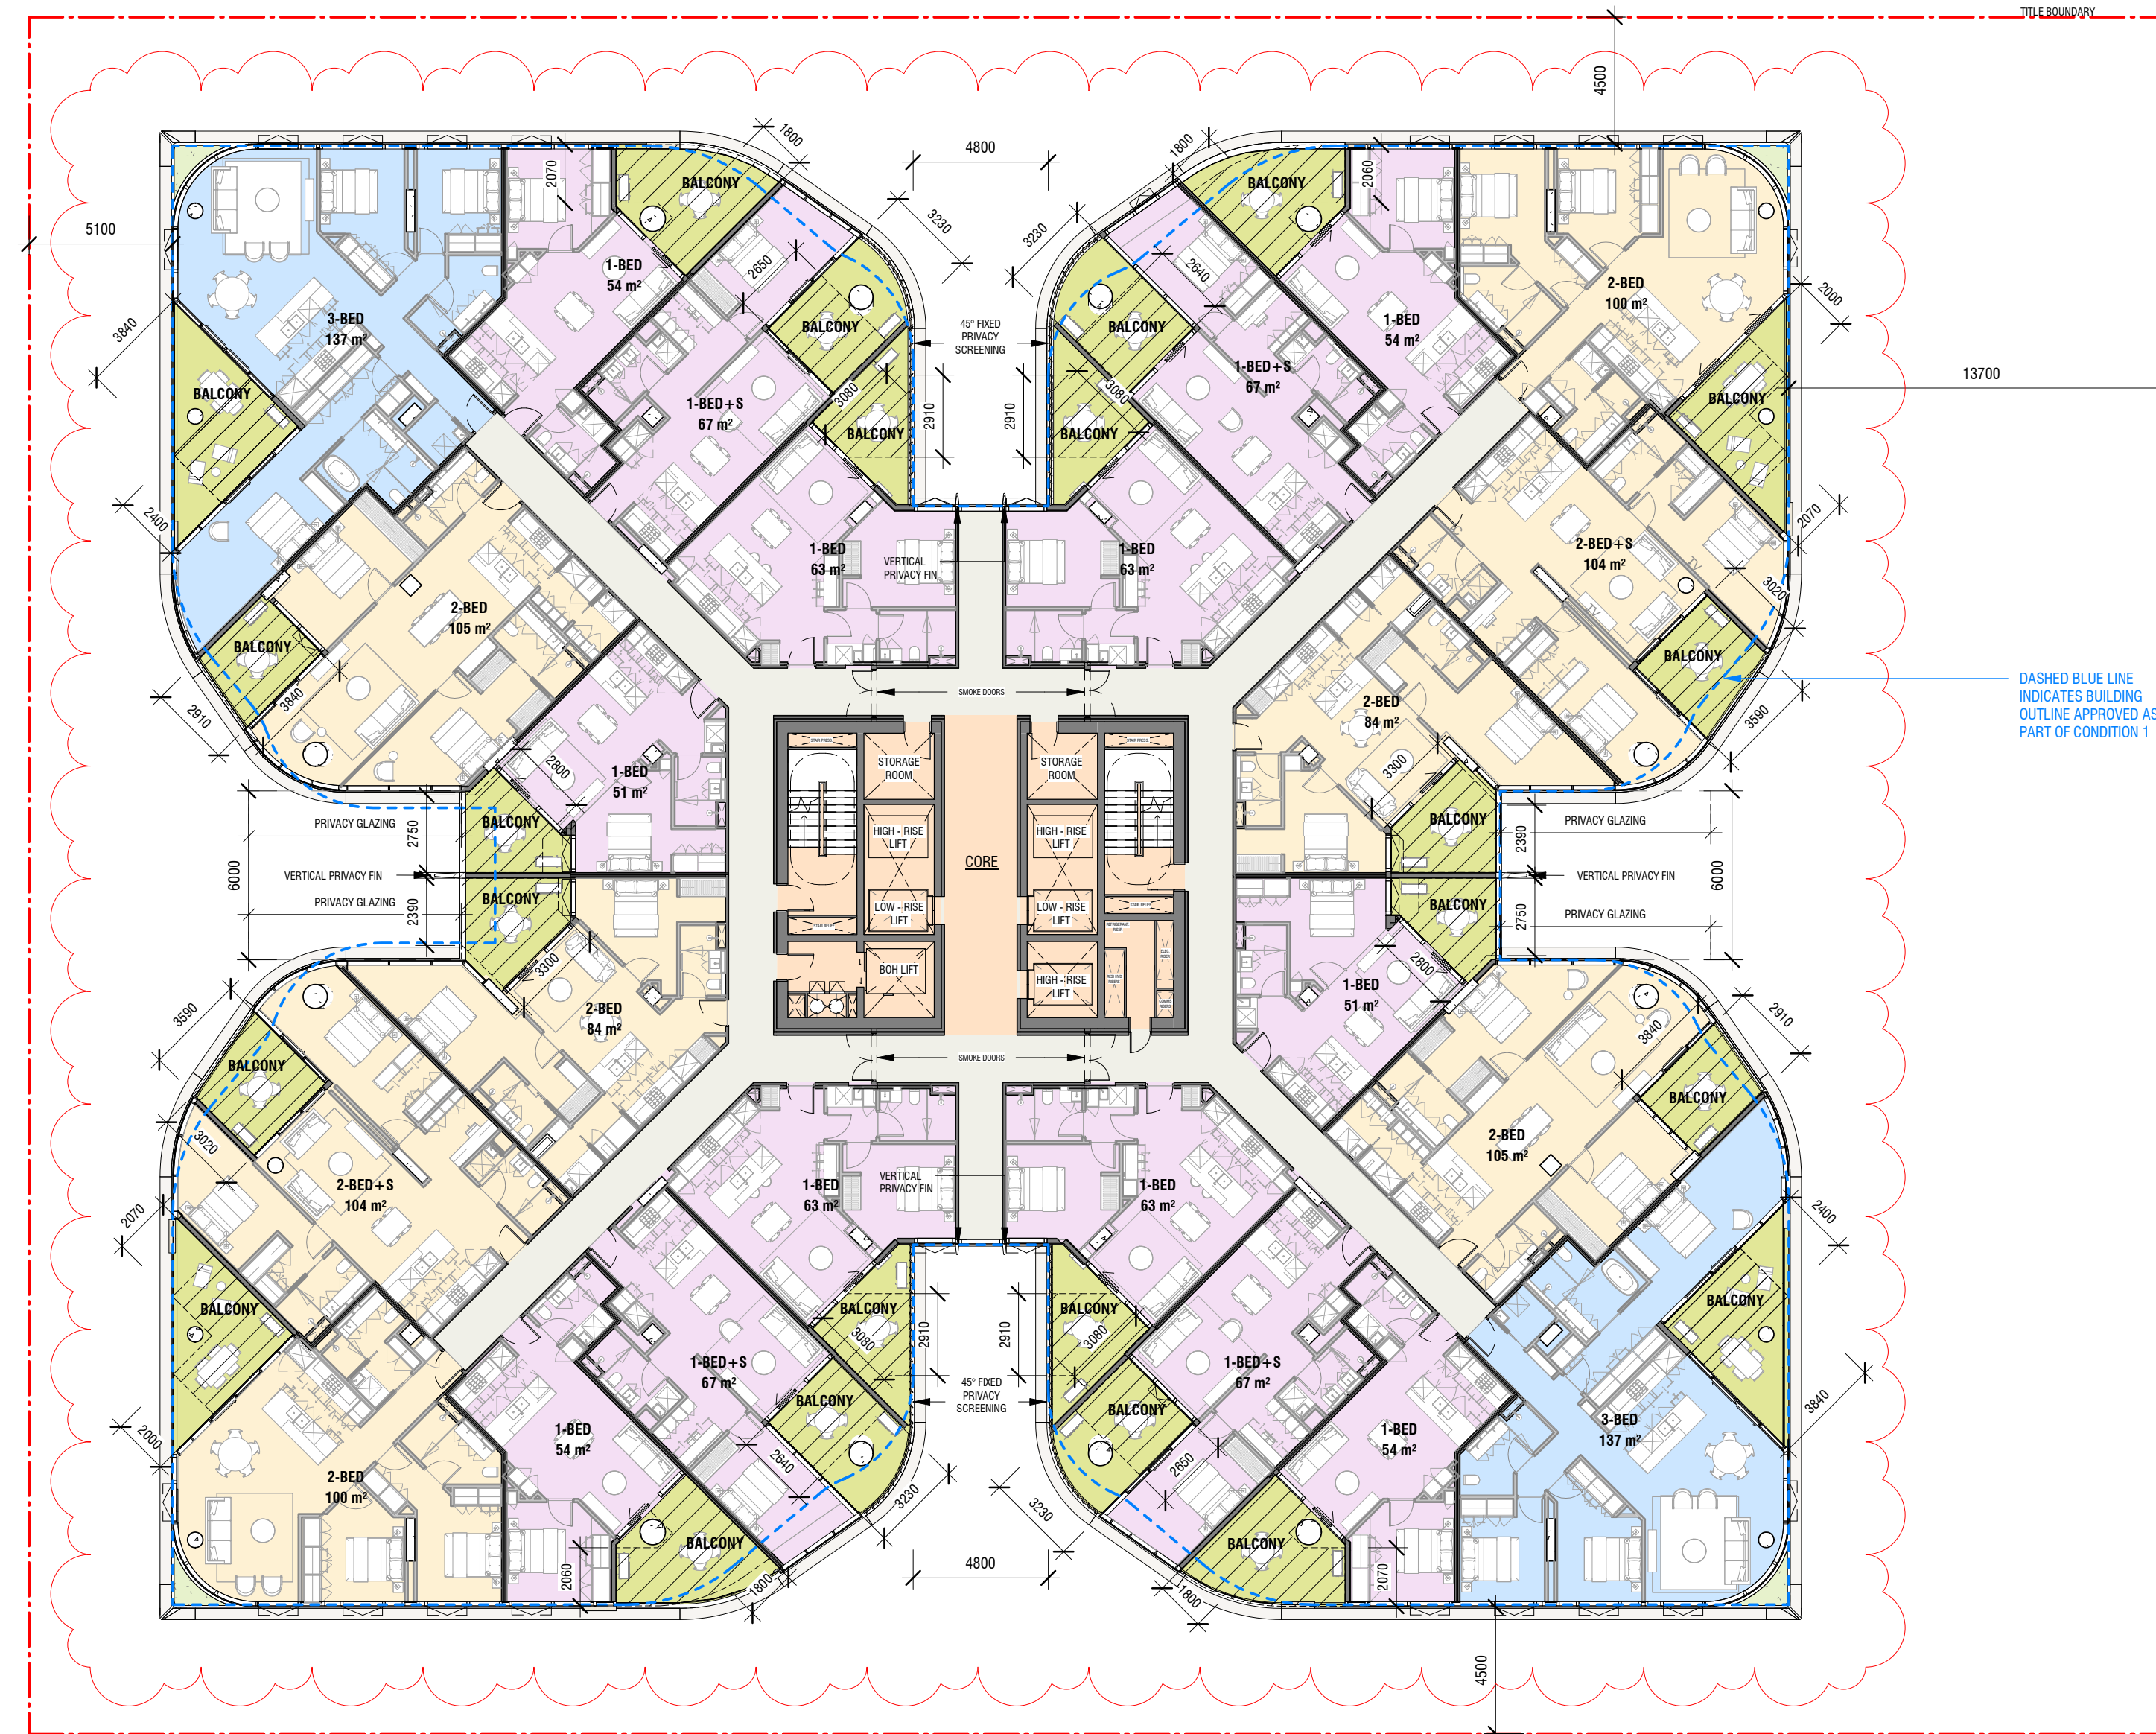 TITLE BOUNDARY
4500
1800
4800
1800
2070
BALCONY
BALCONY
2060
5100
3230
3230
1-BED
54 m²
2650
2640
2-BED
100 m²
2000
3840
3-BED
137 m²
BALCONY
45° FIXED
PRIVACY
SCREENING
BALCONY
1-BED
54 m²
13700
BALCONY
1-BED+S
67 m²
3080
2910
2910
3080
1-BED+S
67 m²
BALCONY
BALCONY
BALCONY
2400
2070
1-BED
63 m²
VERTICAL
PRIVACY FIN
1-BED
63 m²
2-BED+S
104 m²
3020
2-BED
105 m²
BALCONY
BALCONY
3840
2910
SMOKE DOORS
2-BED
84 m²
3590
DASHED BLUE LINE
INDICATES BUILDING
OUTLINE APPROVED AS
PART OF CONDITION 1
2800
1-BED
51 m²
STAIR PRESS.
STORAGE
ROOM
STORAGE
ROOM
STAIR PRESS.
3300
PRIVACY GLAZING
2750
BALCONY
HIGH - RISE
LIFT
HIGH - RISE
LIFT
BALCONY
2390
PRIVACY GLAZING
CORE
6000
VERTICAL PRIVACY FIN
VERTICAL PRIVACY FIN
6000
PRIVACY GLAZING
2390
BALCONY
LOW - RISE
LIFT
LOW - RISE
LIFT
BALCONY
2750
PRIVACY GLAZING
STAIR RELIEF
STAIR RELIEF
3300
BOH LIFT
HIGH - RISE
LIFT
2800
1-BED
51 m²
3590
2-BED
84 m²
2910
BALCONY
SMOKE DOORS
3840
BALCONY
3020
2-BED+S
104 m²
1-BED
63 m²
VERTICAL
PRIVACY FIN
1-BED
63 m²
2-BED
105 m²
2070
2400
BALCONY
BALCONY
3080
2910
2910
BALCONY
3080
BALCONY
1-BED+S
67 m²
45° FIXED
PRIVACY
SCREENING
1-BED+S
67 m²
BALCONY
BALCONY
3840
2000
1-BED
54 m²
1-BED
54 m²
3-BED
137 m²
2-BED
100 m²
2640
2650
3230
3230
BALCONY
BALCONY
2060
4800
2070
1800
1800
4500